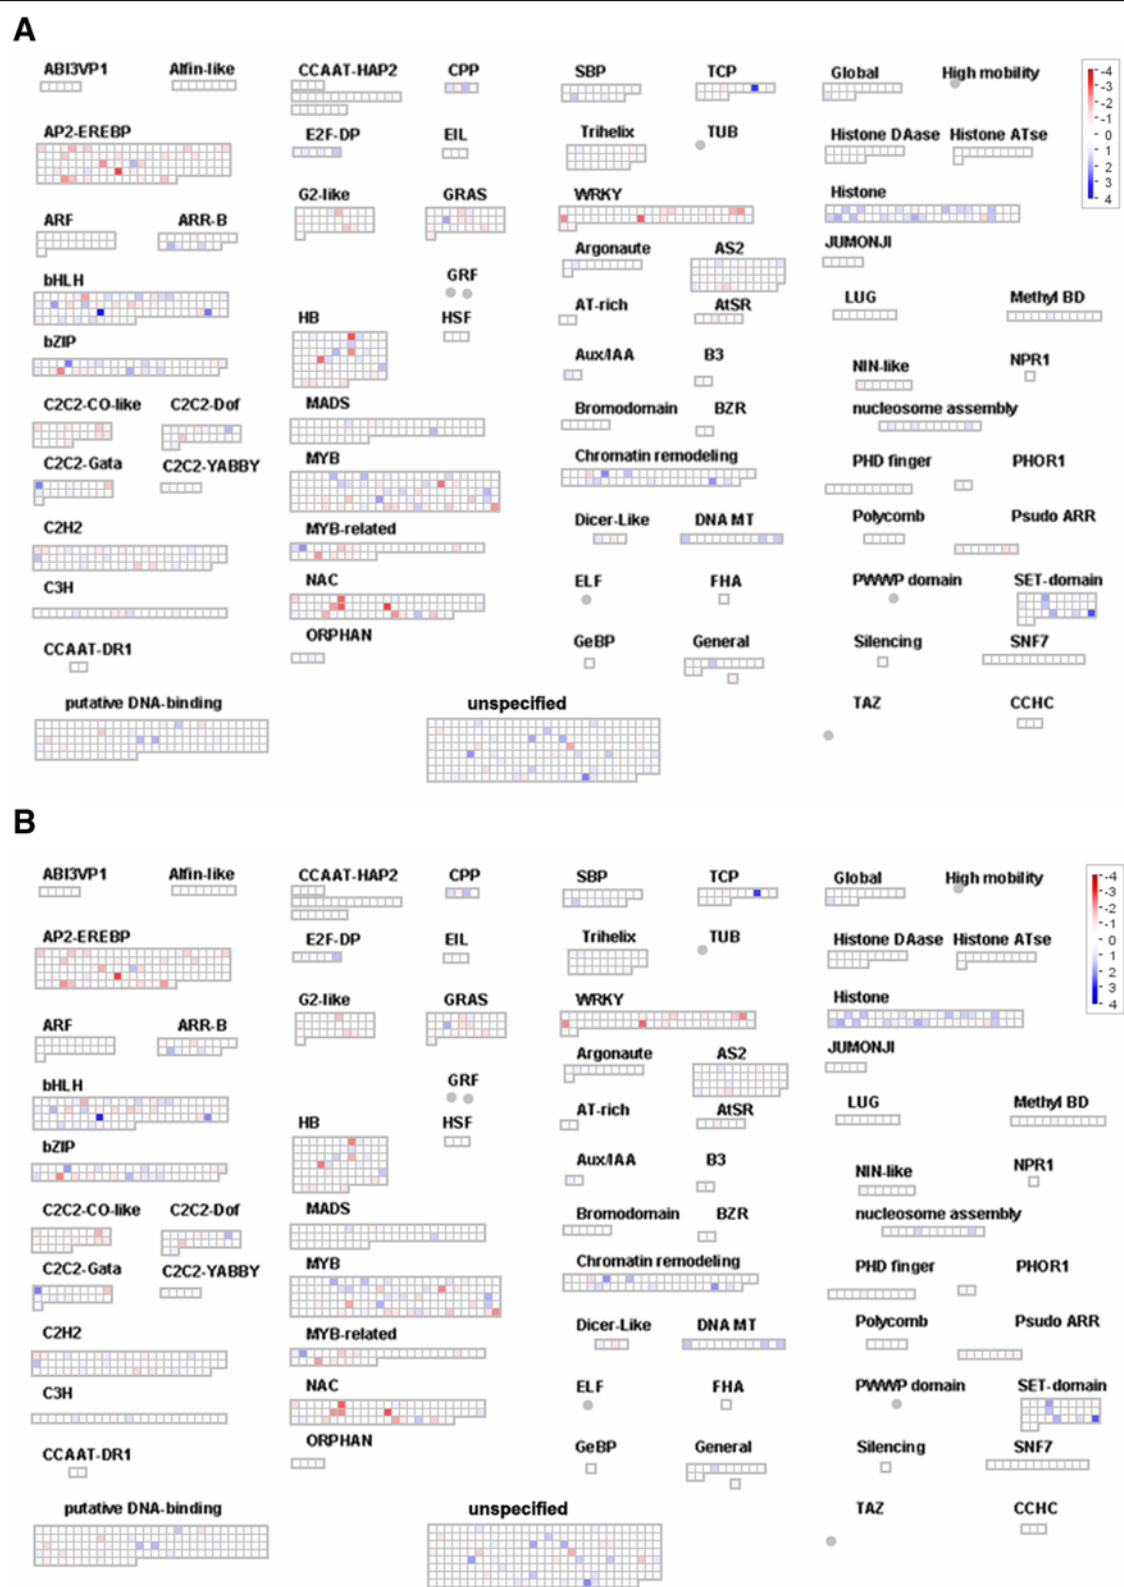 A
ABI3VP1 Alfin-like CCAAT-HAP2 CPP SBP TCP Global High mobility
-4
-3
-2
-1
0
1
2
3
4
AP2-EREBP E2F-DP EIL Trihelix TUB Histone DAase Histone ATse
G2-like GRAS WRKY Histone
ARF ARR-B Argonaute AS2 JUMONJI
bHLH GRF AT-rich AtSR LUG Methyl BD
HB HSF
bZIP Aux/IAA B3 NIN-like NPR1
C2C2-CO-like C2C2-Dof MADS Bromodomain BZR nucleosome assembly
C2C2-Gata C2C2-YABBY MYB Chromatin remodeling PHD finger PHOR1
C2H2 MYB-related Dicer-Like DNA MT Polycomb Psudo ARR
C3H NAC ELF FHA PWWP domain SET-domain
CCAAT-DR1 ORPHAN GeBP General Silencing SNF7
putative DNA-binding unspecified TAZ CCHC
B
ABI3VP1 Alfin-like CCAAT-HAP2 CPP SBP TCP Global High mobility
-4
-3
-2
-1
0
1
2
3
4
AP2-EREBP E2F-DP EIL Trihelix TUB Histone DAase Histone ATse
G2-like GRAS WRKY Histone
ARF ARR-B Argonaute AS2 JUMONJI
bHLH GRF AT-rich AtSR LUG Methyl BD
HB HSF
bZIP Aux/IAA B3 NIN-like NPR1
C2C2-CO-like C2C2-Dof MADS Bromodomain BZR nucleosome assembly
C2C2-Gata C2C2-YABBY MYB Chromatin remodeling PHD finger PHOR1
C2H2 MYB-related Dicer-Like DNA MT Polycomb Psudo ARR
C3H NAC ELF FHA PWWP domain SET-domain
CCAAT-DR1 ORPHAN GeBP General Silencing SNF7
putative DNA-binding unspecified TAZ CCHC